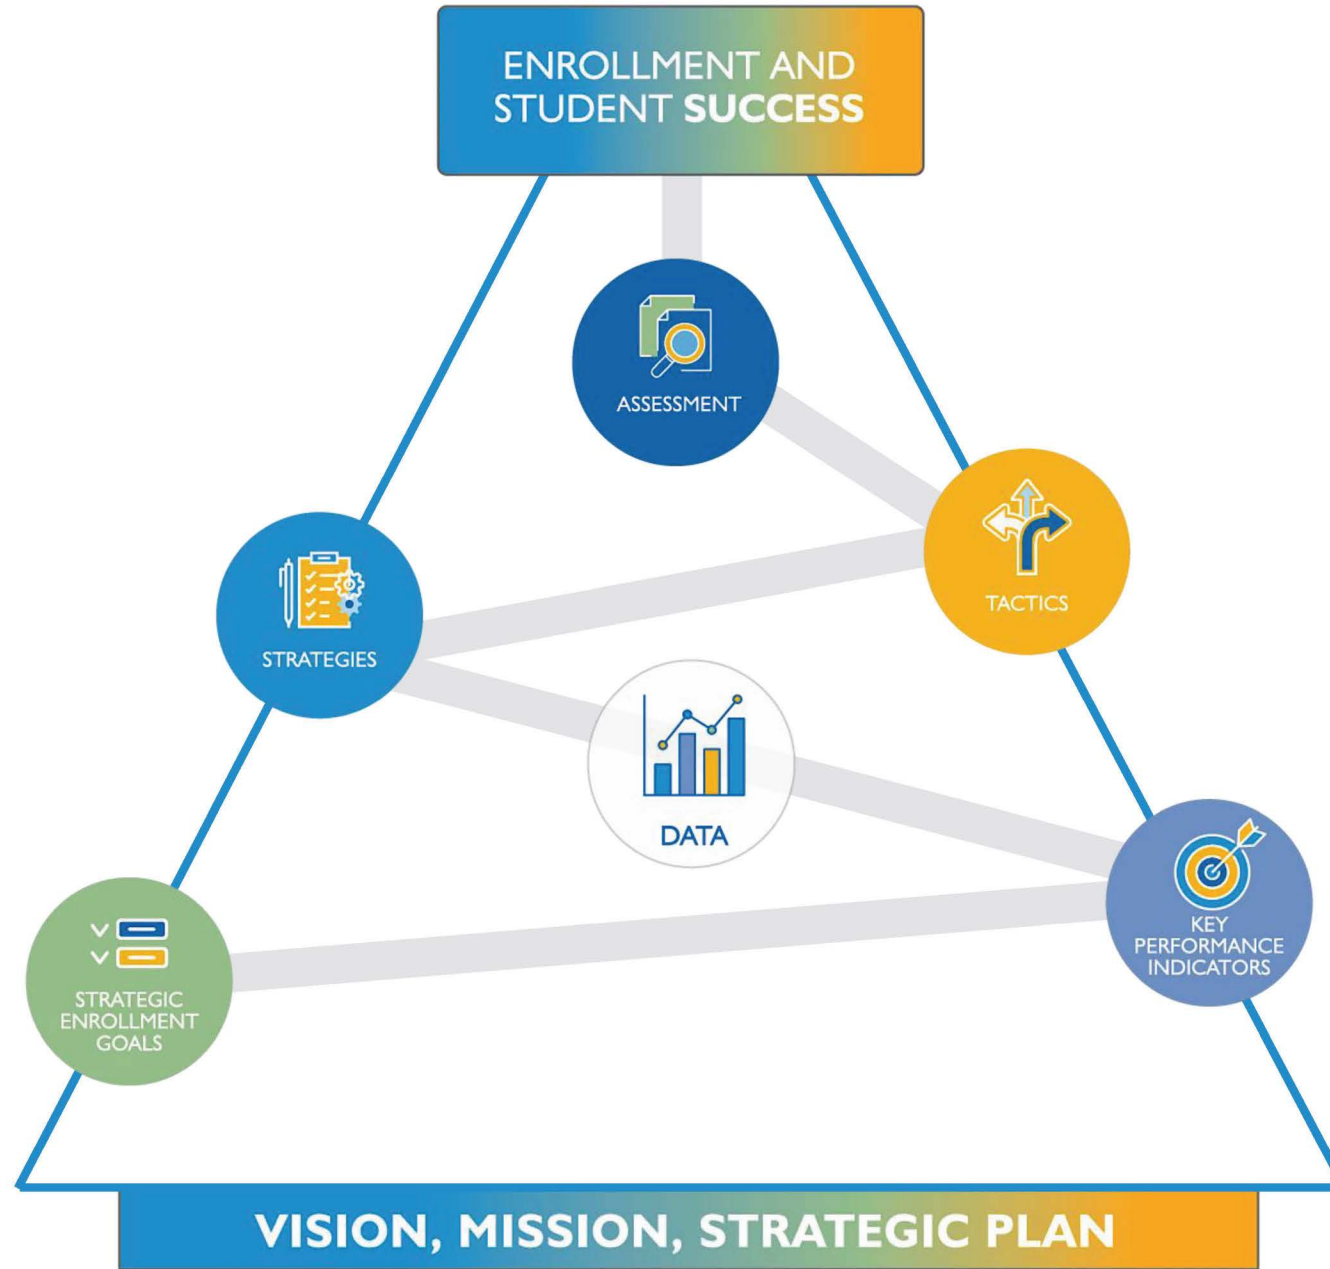 ENROLLMENT AND
STUDENT SUCCESS
ASSESSMENT
TACTICS
STRATEGIES
DATA
KEY
PERFORMANCE
INDICATORS
STRATEGIC
ENROLLMENT
GOALS
VISION, MISSION, STRATEGIC PLAN